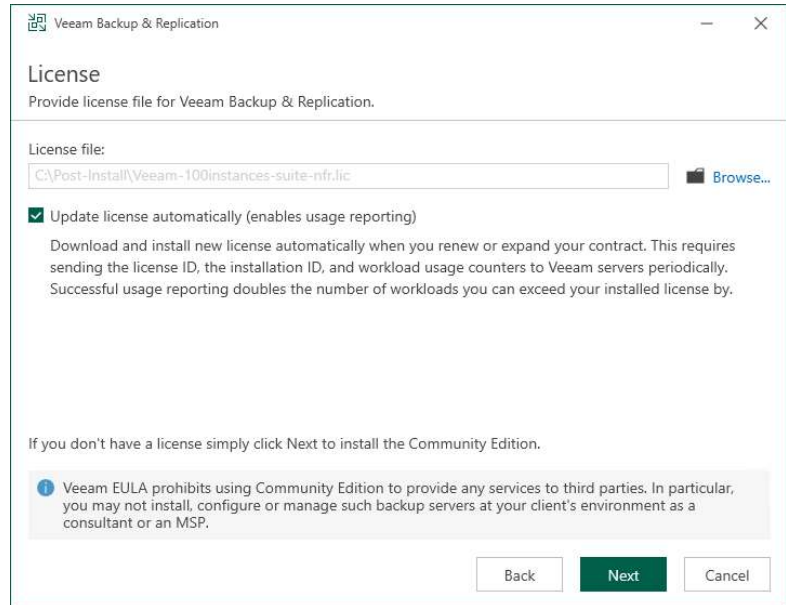 Veeam Backup & Replication
License
Provide license file for Veeam Backup & Replication.
License file:
C:\Post-Install\Veeam-100instances-suite-nfr.lic
Browse...
Update license automatically (enables usage reporting)
Download and install new license automatically when you renew or expand your contract. This requires
sending the license ID, the installation ID, and workload usage counters to Veeam servers periodically.
Successful usage reporting doubles the number of workloads you can exceed your installed license by.
If you don't have a license simply click Next to install the Community Edition.
Veeam EULA prohibits using Community Edition to provide any services to third parties. In particular,
you may not install, configure or manage such backup servers at your client's environment as a
consultant or an MSP.
Back
Next
Cancel